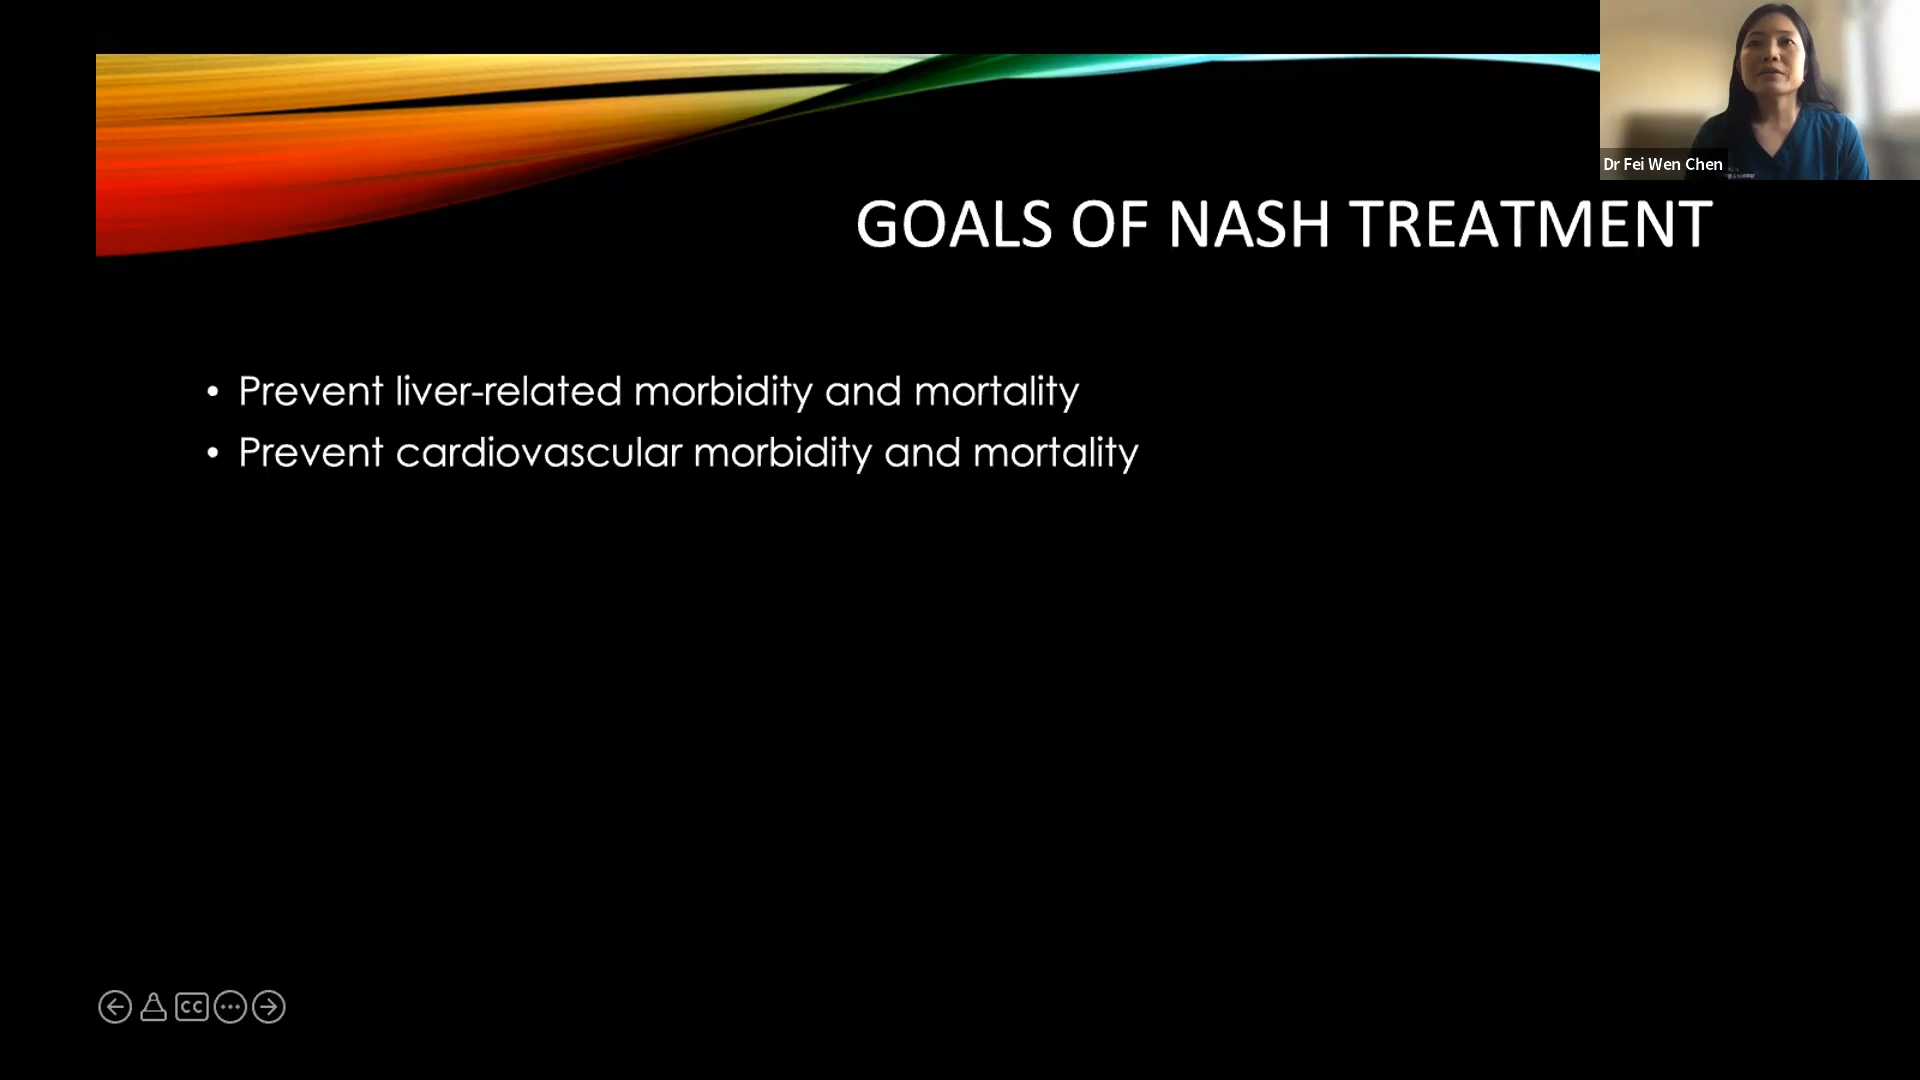 Dr Fei Wen Chen
GOALS OF NASH TREATMENT
• Prevent liver-related morbidity and mortality
• Prevent cardiovascular morbidity and mortality
CC